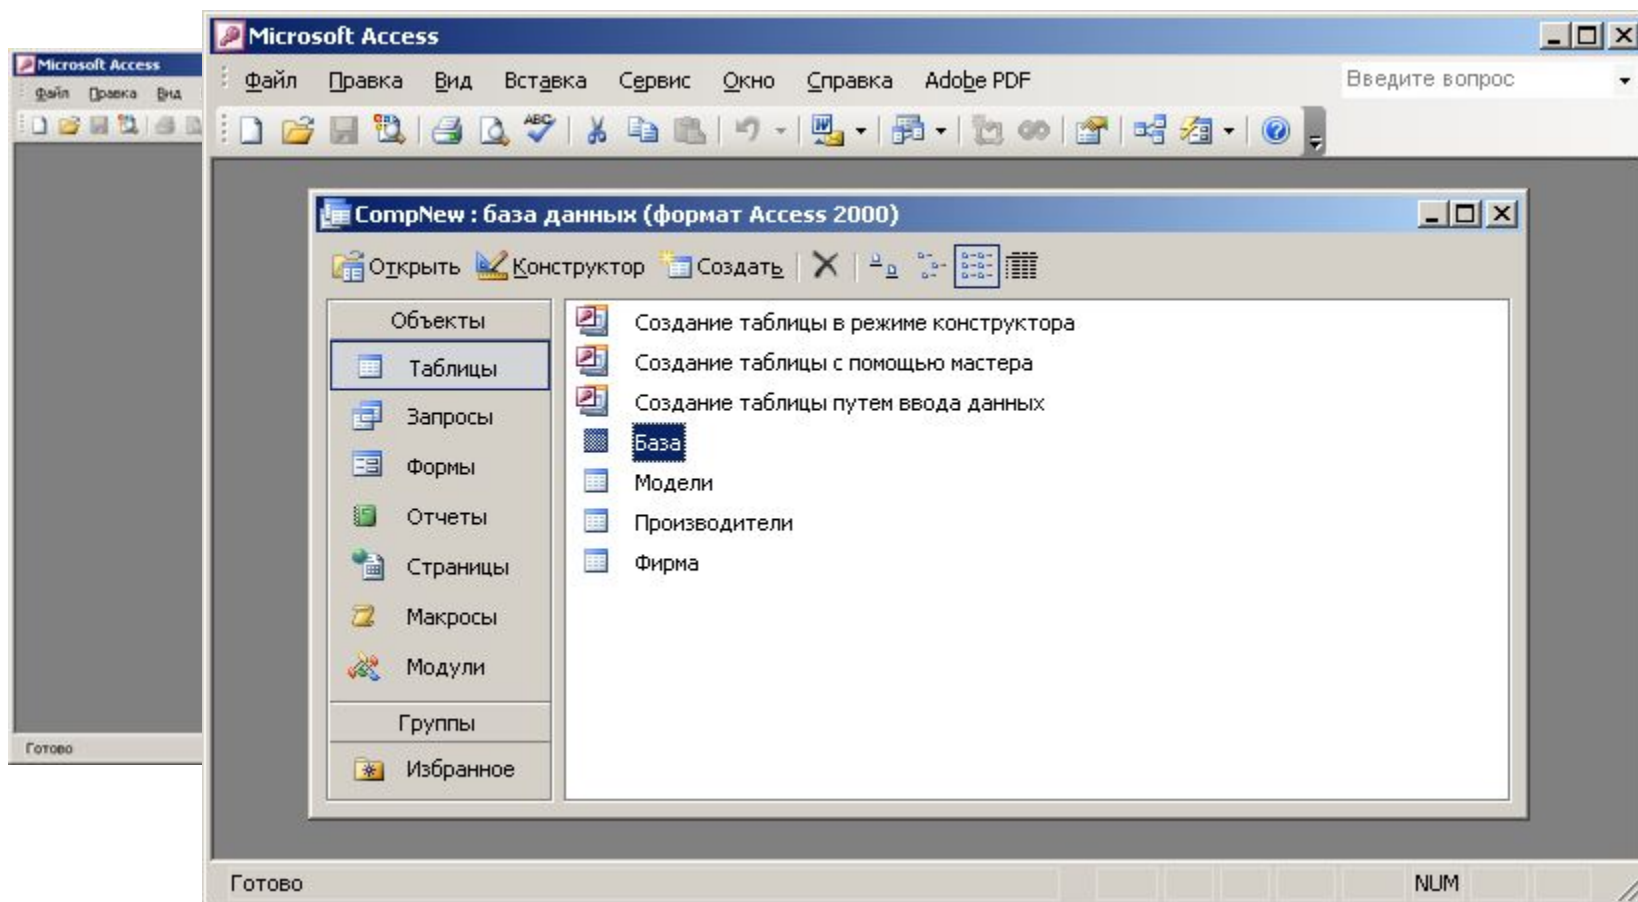 Microsoft Access
Файл Правка Вид
Готово
Microsoft Access
Файл Правка Вид Вставка Сервис Окно Справка Adobe PDF Введите вопрос
ABC
W
CompNew : база данных (формат Access 2000)
Открыть Конструктор Создать
Объекты
Таблицы
Запросы
Формы
Отчеты
Страницы
Макросы
Модули
Группы
Избранное
Создание таблицы в режиме конструктора
Создание таблицы с помощью мастера
Создание таблицы путем ввода данных
База
Модели
Производители
Фирма
Готово NUM